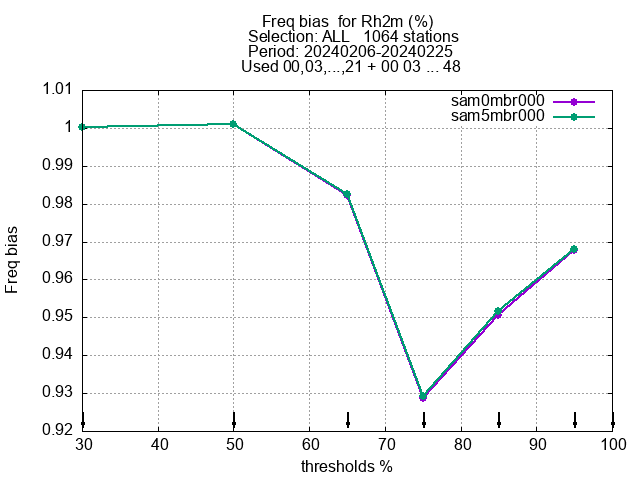 Freq bias  for Rh2m (%)
Selection: ALL   1064 stations
Period: 20240206-20240225
Used 00,03,...,21 + 00 03 ... 48
sam0mbr000
sam5mbr000
1.01
1
0.99
0.98
0.97
0.96
0.95
0.94
0.93
0.92
Freq bias
30 40 50 60 70 80 90 100
thresholds %